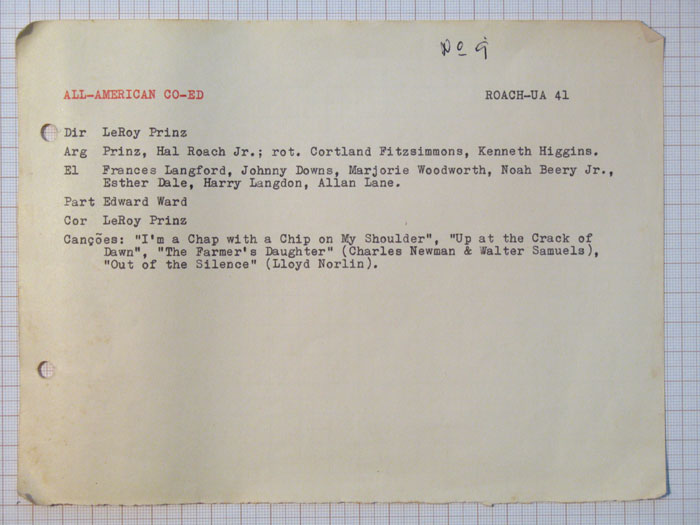 ALL-AMERICAN CO-ED ROACH-UA 41
Dir LeRoy Prinz
Arg Prinz, Hal Roach Jr.; rot. Cortland Fitzsimmons, Kenneth Higgins.
El Frances Langford, Johnny Downs, Marjorie Woodworth, Noah Beery Jr.,
Esther Dale, Harry Langdon, Allan Lane.
Part Edward Ward
Cor LeRoy Prinz
Canções: "I'm a Chap with a Chip on My Shoulder", "Up at the Crack of
Dawn", "The Farmer's Daughter" (Charles Newman & Walter Samuels),
"Out of the Silence" (Lloyd Norlin).